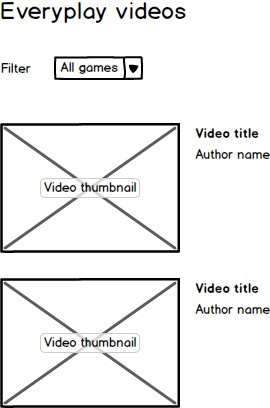 Everyplay videos
Filter
All games
Video title
Author name
Video thumbnail
Video title
Author name
Video thumbnail